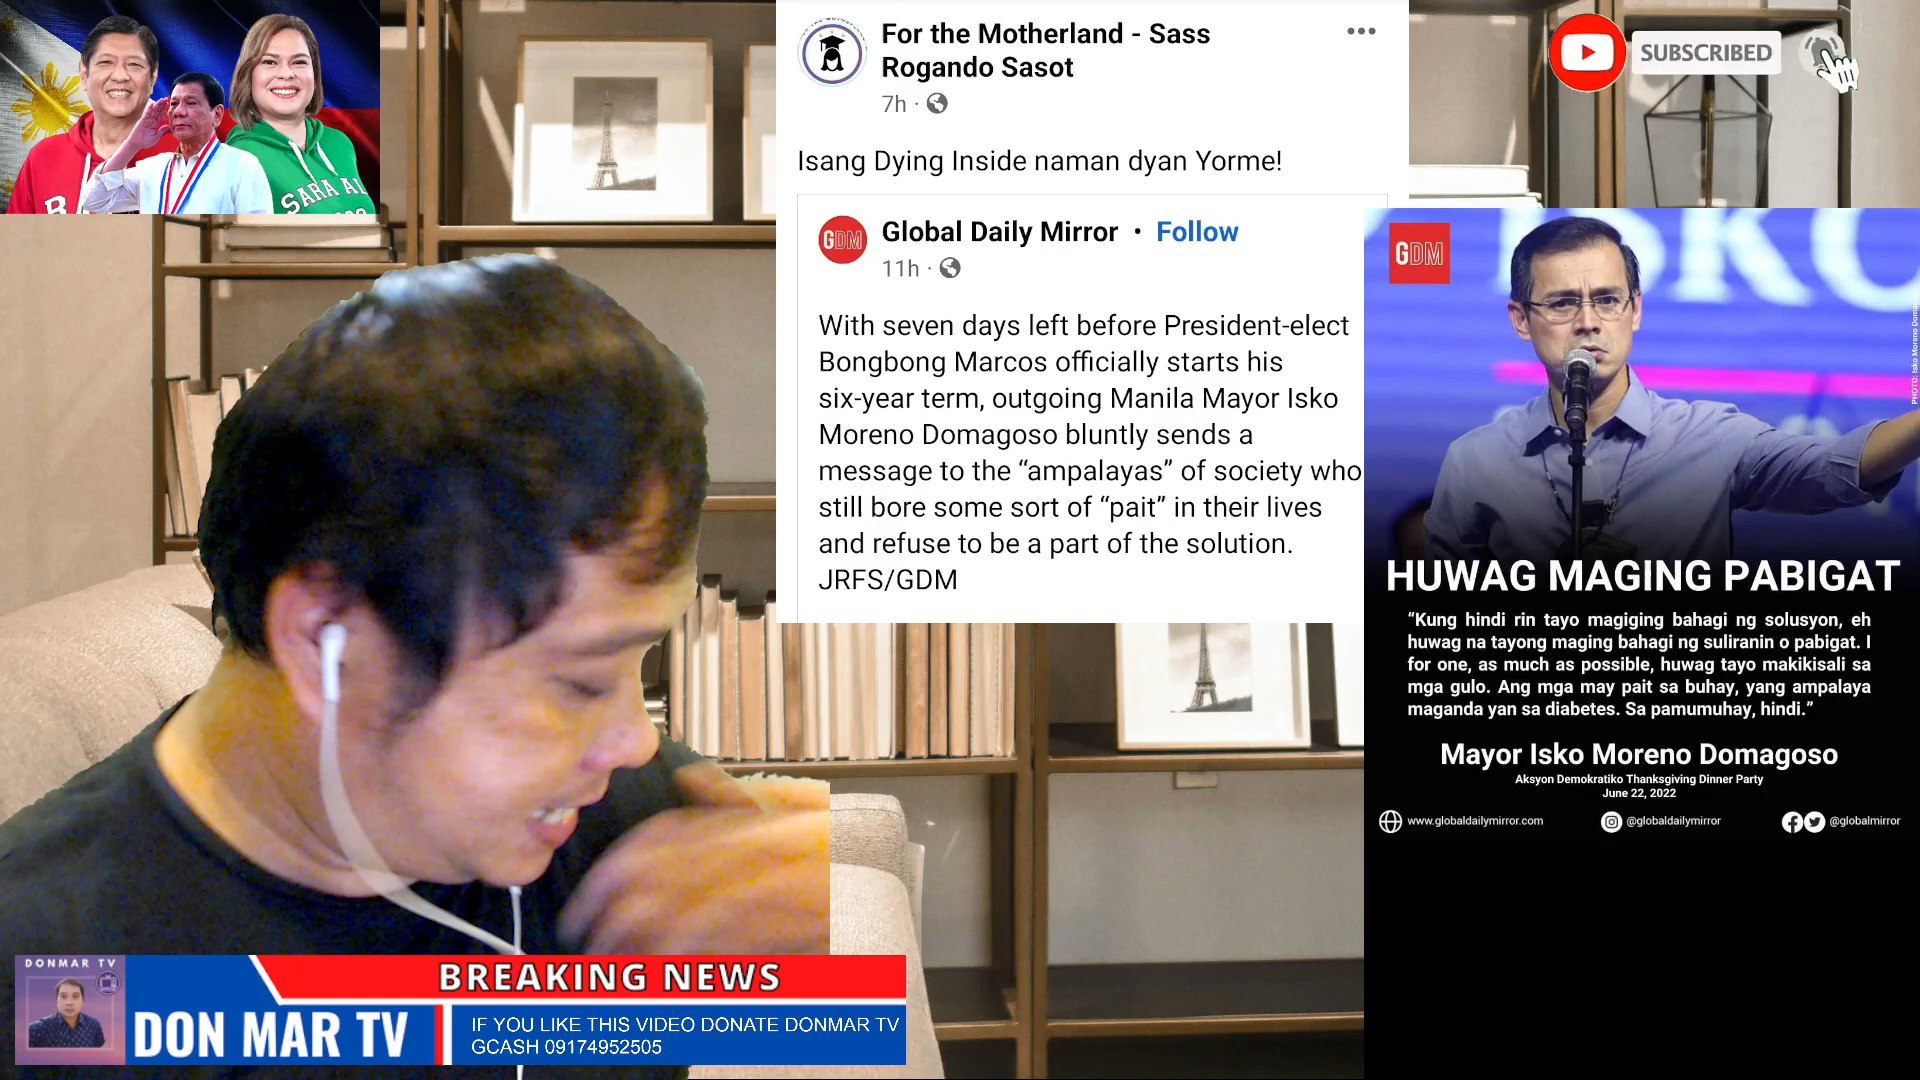 For the Motherland - Sass
Rogando Sasot
7h ·
Isang Dying Inside naman dyan Yorme!
GDM
Global Daily Mirror • Follow
11h ·
With seven days left before President-elect
Bongbong Marcos officially starts his
six-year term, outgoing Manila Mayor Isko
Moreno Domagoso bluntly sends a
message to the “ampalayas” of society who
still bore some sort of “pait” in their lives
and refuse to be a part of the solution.
JRFS/GDM
SUBSCRIBED
GDM
ISKO
HUWAG MAGING PABIGAT
“Kung hindi rin tayo magiging bahagi ng solusyon, eh
huwag na tayong maging bahagi ng suliranin o pabigat. I
for one, as much as possible, huwag tayo makikisali sa
mga gulo. Ang mga may pait sa buhay, yang ampalaya
maganda yan sa diabetes. Sa pamumuhay, hindi.”
Mayor Isko Moreno Domagoso
Aksyon Demokratiko Thanksgiving Dinner Party
June 22, 2022
www.globaldailymirror.com
@globaldailymirror
@globalmirror
SARA AL
DONMAR TV
BREAKING NEWS
DON MAR TV
IF YOU LIKE THIS VIDEO DONATE DONMAR TV
GCASH 09174952505